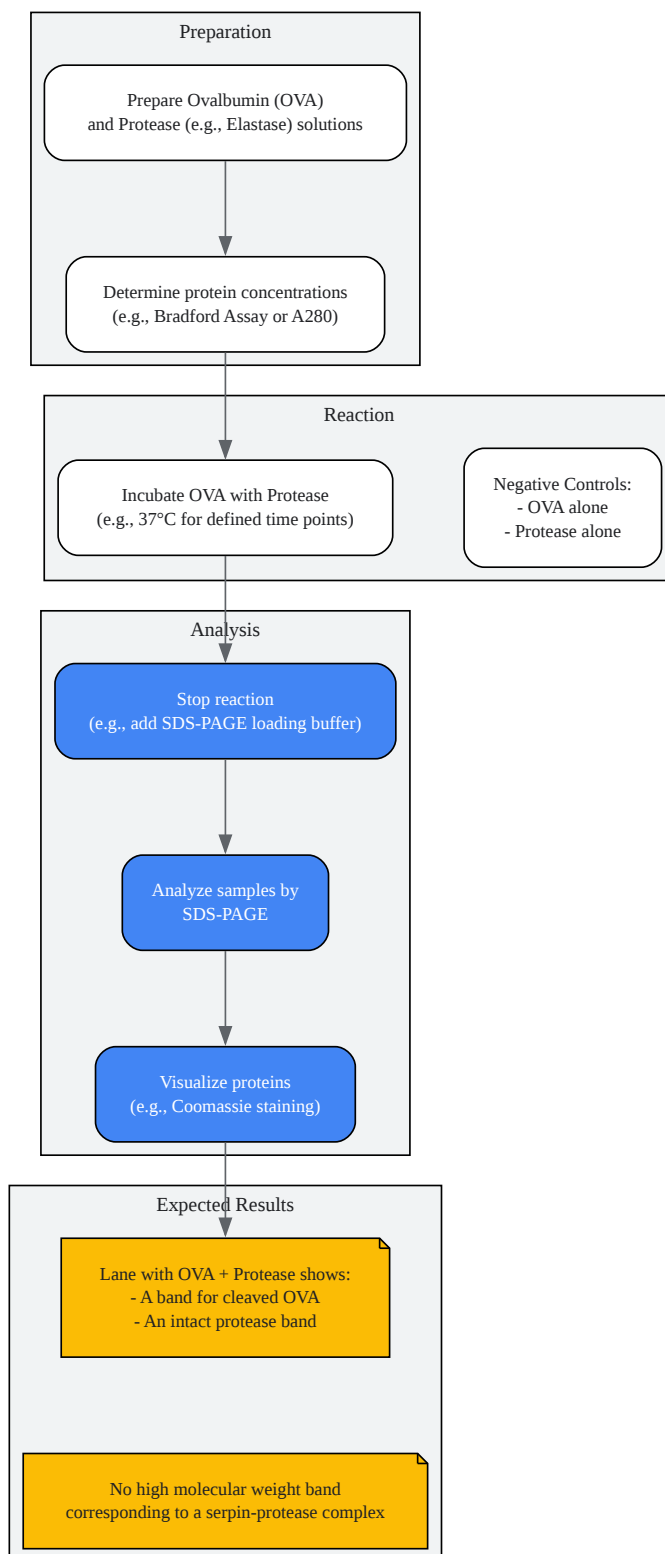 Preparation
Prepare Ovalbumin (OVA)
and Protease (e.g., Elastase) solutions
Determine protein concentrations
(e.g., Bradford Assay or A280)
Reaction
Incubate OVA with Protease
(e.g., 37°C for defined time points)
Negative Controls:
- OVA alone
- Protease alone
Analysis
Stop reaction
(e.g., add SDS-PAGE loading buffer)
Analyze samples by
SDS-PAGE
Visualize proteins
(e.g., Coomassie staining)
Expected Results
Lane with OVA + Protease shows:
- A band for cleaved OVA
- An intact protease band
No high molecular weight band
corresponding to a serpin-protease complex